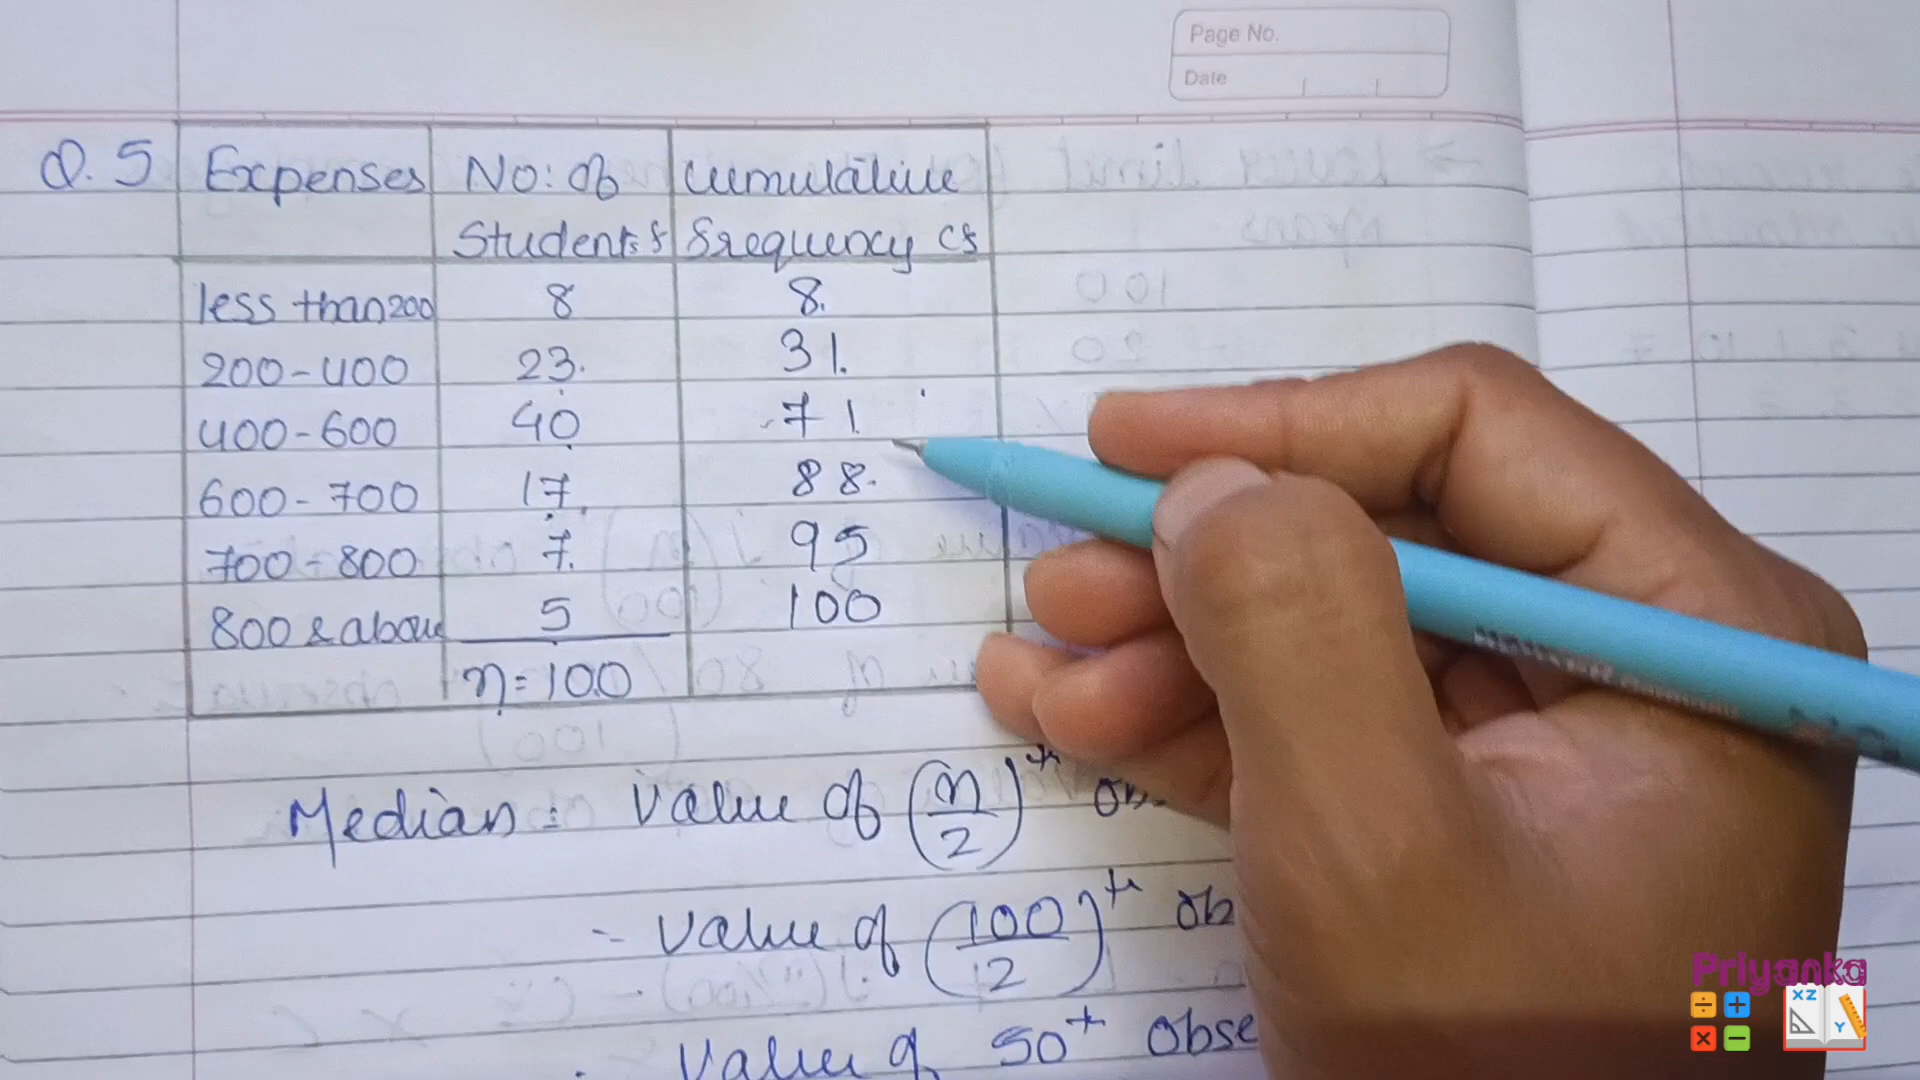 Page No.
Date
Q.5 Expenses No: of Cumulative
Students f frequency cf
less than 200 8 8.
200-400 23. 31.
400-600 40 71.
600-700 17. 88.
700-800 7. 95
800 & above 5 100
n=100
Median = Value of (n/2)th
= Value of (100/2)th
Value of 50th
Priyanka
XZ
Y